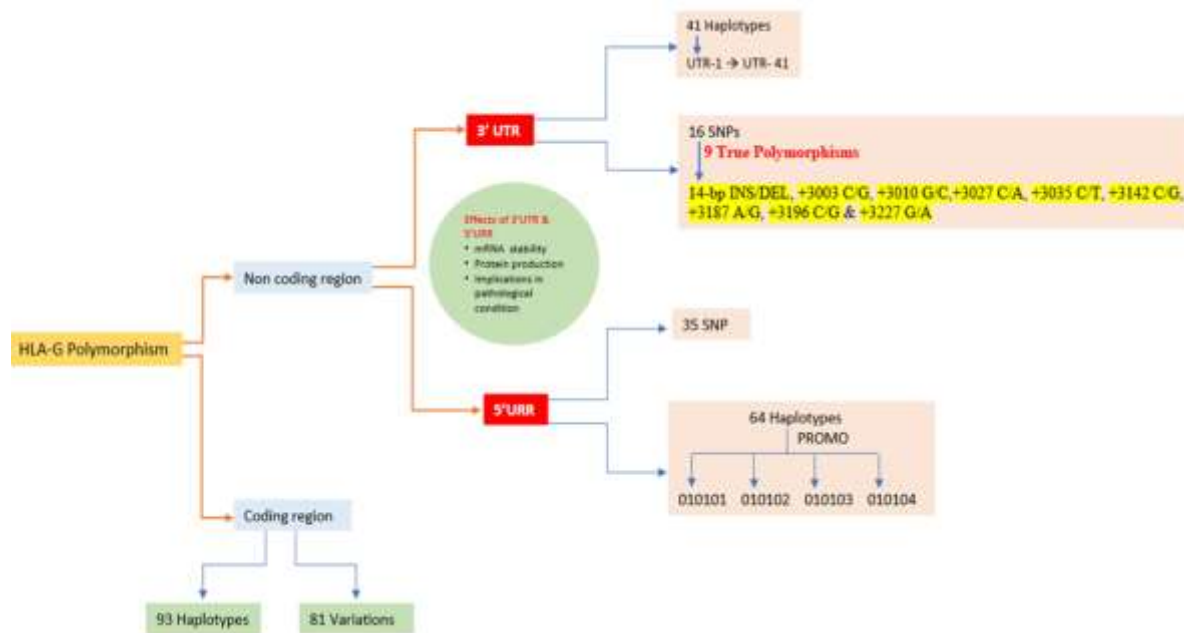 41 Haplotypes
UTR-1 → UTR- 41
3' UTR
16 SNPs
9 True Polymorphisms
14-bp INS/DEL, +3003 C/G, +3010 G/C,+3027 C/A, +3035 C/T, +3142 C/G,
+3187 A/G, +3196 C/G & +3227 G/A
Effects of 3'UTR &
5'URR
• mRNA stability
• Protein production
• Implications in
pathological
condition
Non coding region
HLA-G Polymorphism
35 SNP
5'URR
64 Haplotypes
PROMO
010101 010102 010103 010104
Coding region
93 Haplotypes
81 Variations